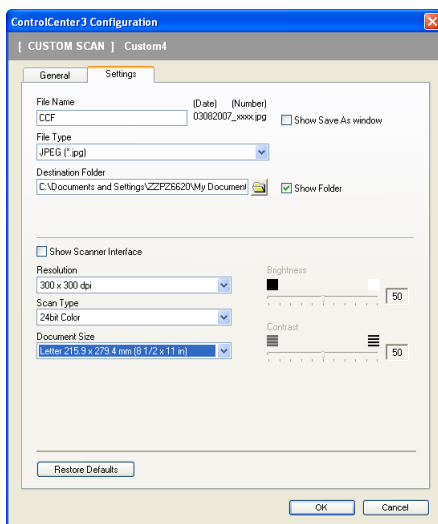 ControlCenter3 Configuration
[ CUSTOM SCAN ] Custom4
General Settings
File Name (Date) (Number)
CCF 03082007_xxxx.jpg Show Save As window
File Type
JPEG (*.jpg)
Destination Folder
C:\Documents and Settings\ZZPZ6620\My Document Show Folder
Show Scanner Interface
Resolution Brightness
300 x 300 dpi 50
Scan Type
24bit Color Contrast
Document Size
Letter 215.9 x 279.4 mm (8 1/2 x 11 in) 50
Restore Defaults
OK Cancel